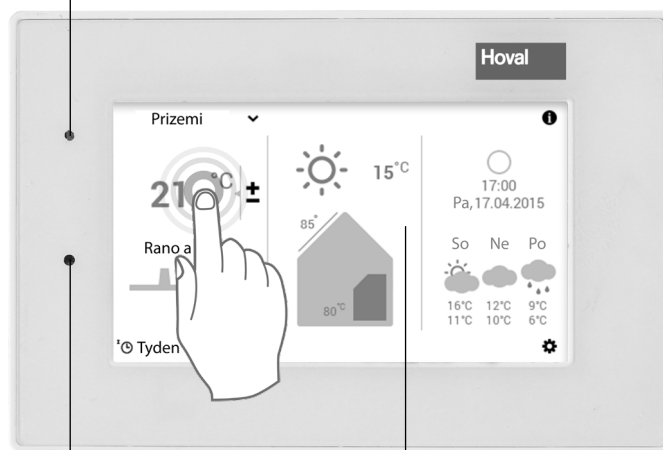 Hoval
Prizemi
21 °C ±
Rano a
Tyden
15°C
85°
80°C
17:00
Pa, 17.04.2015
So Ne Po
16°C 12°C 9°C
11°C 10°C 6°C